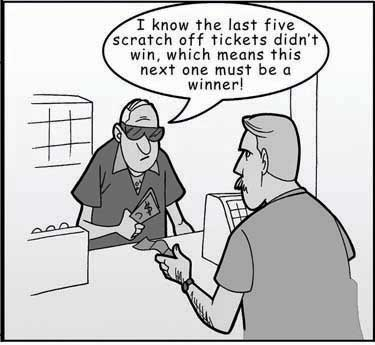 I know the last five
scratch off tickets didn't
win, which means this
next one must be a
winner!
$